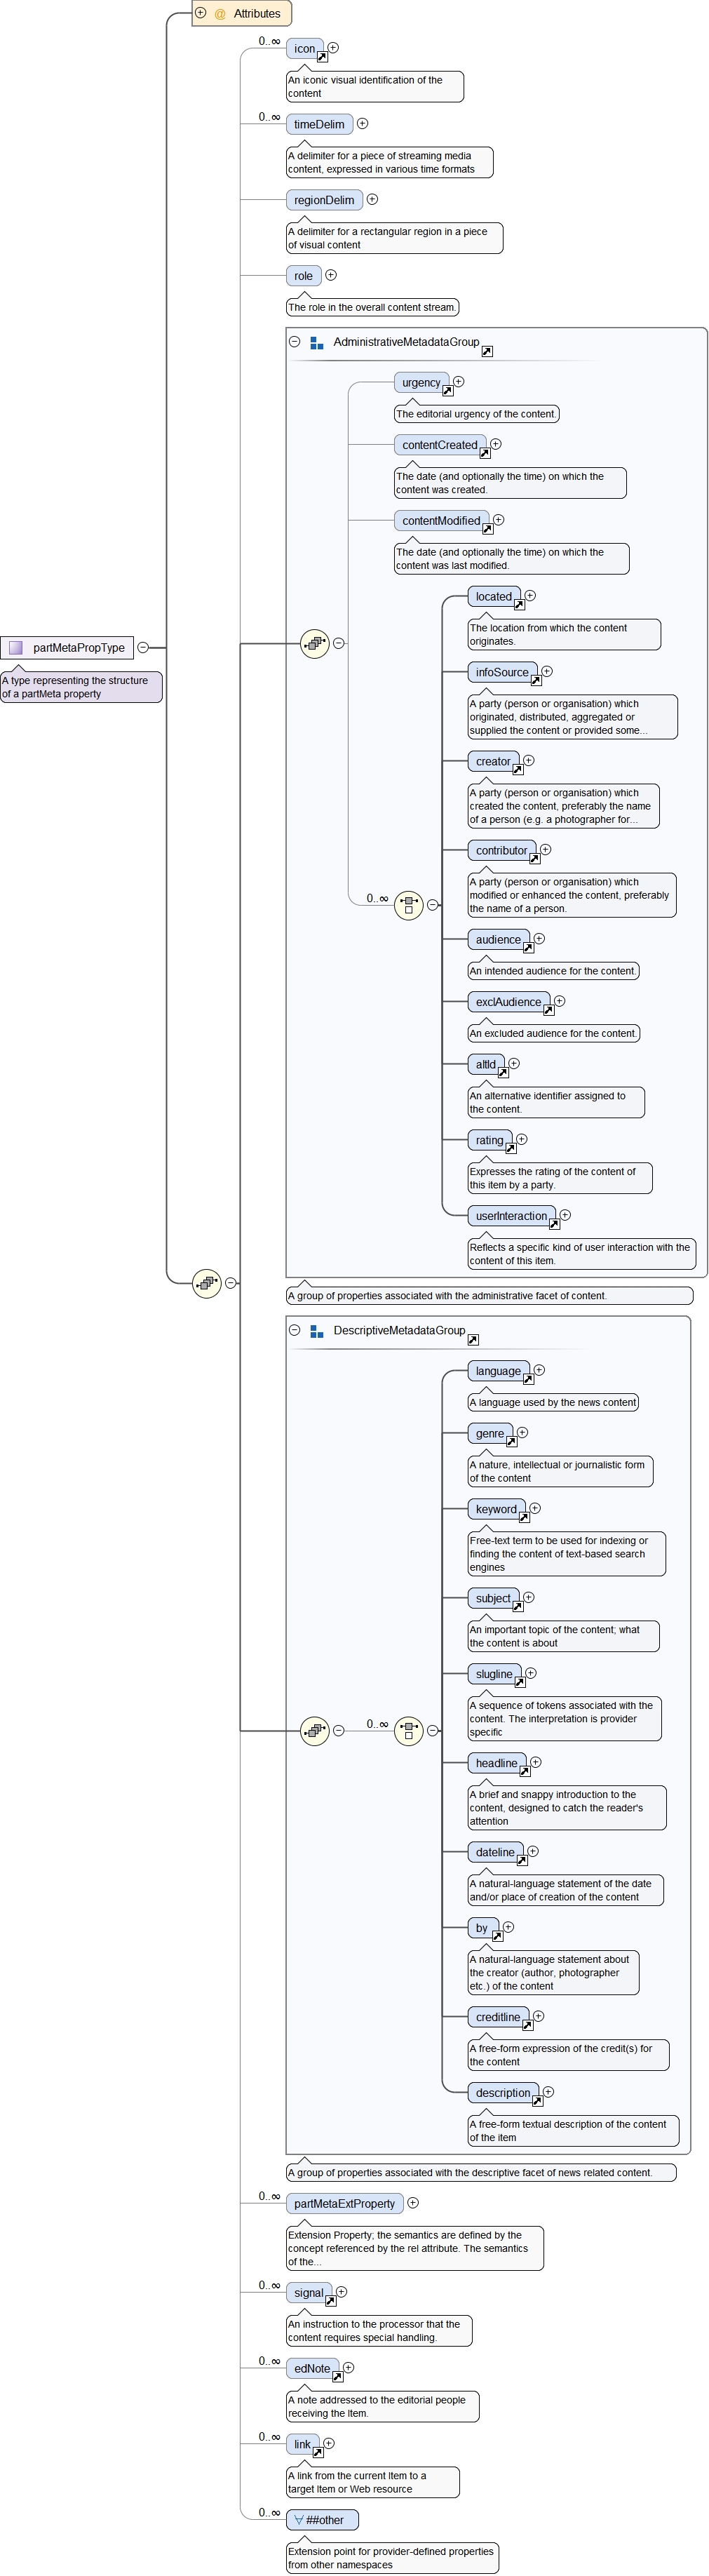 @ Attributes
0..∞
icon
An iconic visual identification of the
content
0..∞
timeDelim
A delimiter for a piece of streaming media
content, expressed in various time formats
regionDelim
A delimiter for a rectangular region in a piece
of visual content
role
The role in the overall content stream.
AdministrativeMetadataGroup
urgency
The editorial urgency of the content.
contentCreated
The date (and optionally the time) on which the
content was created.
contentModified
The date (and optionally the time) on which the
content was last modified.
located
The location from which the content
originates.
partMetaPropType
A type representing the structure
of a partMeta property
infoSource
A party (person or organisation) which
originated, distributed, aggregated or
supplied the content or provided some...
creator
A party (person or organisation) which
created the content, preferably the name
of a person (e.g. a photographer for...
contributor
A party (person or organisation) which
modified or enhanced the content, preferably
the name of a person.
0..∞
audience
An intended audience for the content.
exclAudience
An excluded audience for the content.
altId
An alternative identifier assigned to
the content.
rating
Expresses the rating of the content of
this item by a party.
userInteraction
Reflects a specific kind of user interaction with the
content of this item.
A group of properties associated with the administrative facet of content.
DescriptiveMetadataGroup
language
A language used by the news content
genre
A nature, intellectual or journalistic form
of the content
keyword
Free-text term to be used for indexing or
finding the content of text-based search
engines
subject
An important topic of the content; what
the content is about
slugline
A sequence of tokens associated with the
content. The interpretation is provider
specific
0..∞
headline
A brief and snappy introduction to the
content, designed to catch the reader's
attention
dateline
A natural-language statement of the date
and/or place of creation of the content
by
A natural-language statement about
the creator (author, photographer
etc.) of the content
creditline
A free-form expression of the credit(s) for
the content
description
A free-form textual description of the content
of the item
A group of properties associated with the descriptive facet of news related content.
0..∞
partMetaExtProperty
Extension Property; the semantics are defined by the
concept referenced by the rel attribute. The semantics
of the...
0..∞
signal
An instruction to the processor that the
content requires special handling.
0..∞
edNote
A note addressed to the editorial people
receiving the Item.
0..∞
link
A link from the current Item to a
target Item or Web resource
0..∞
∀ ##other
Extension point for provider-defined properties
from other namespaces